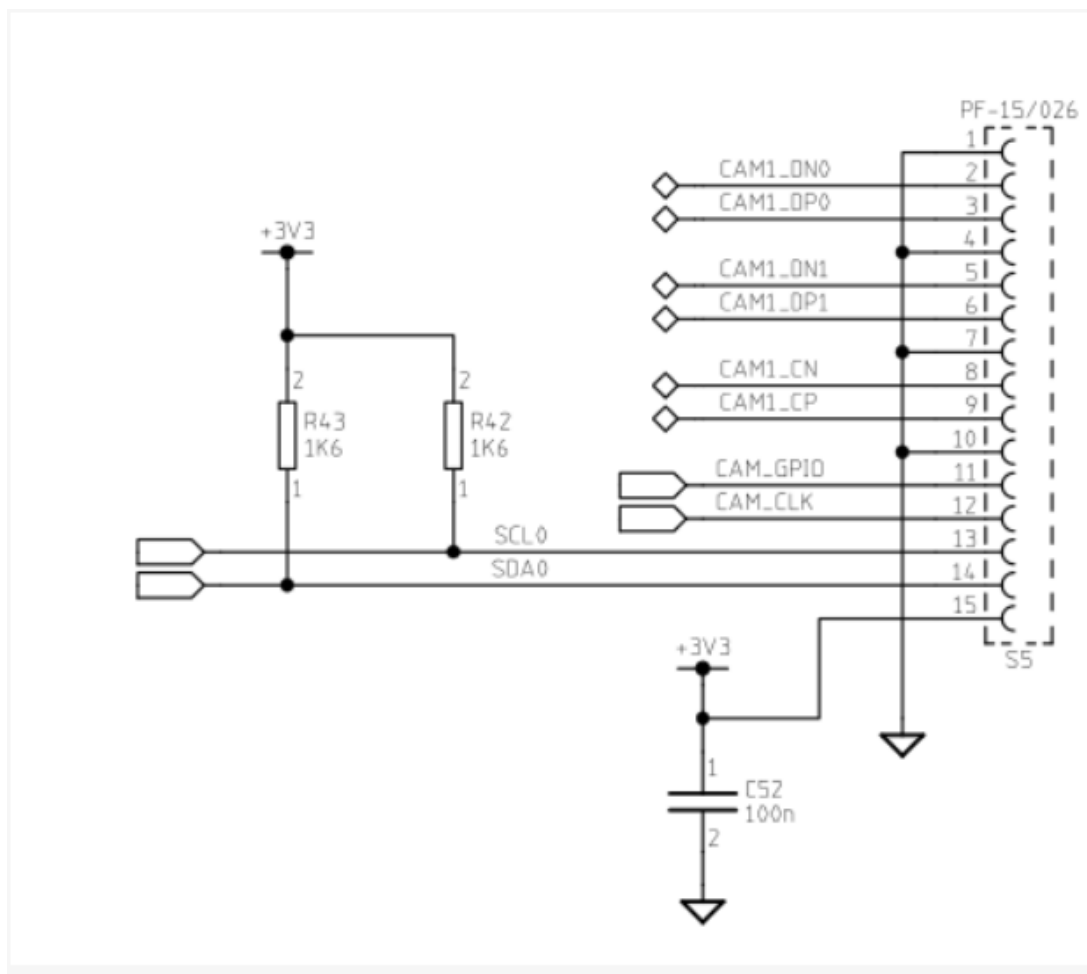 PF-15/026
1
CAM1_DN0
2
CAM1_DP0
3
4
CAM1_DN1
5
CAM1_DP1
6
7
CAM1_CN
8
CAM1_CP
9
10
CAM_GPIO
11
CAM_CLK
12
SCL0
13
SDA0
14
15
S5
+3V3
2
R43
1K6
1
2
R42
1K6
1
+3V3
1
C52
100n
2